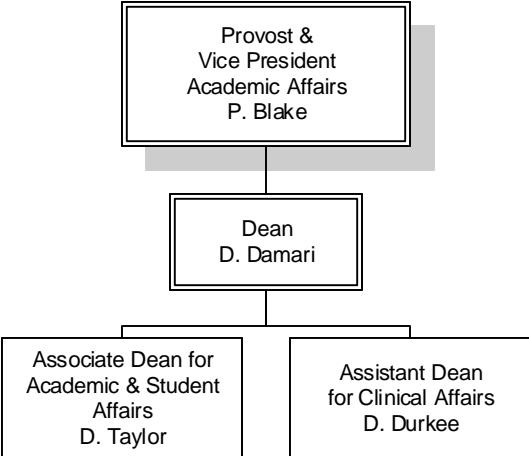 Provost &
Vice President
Academic Affairs
P. Blake
Dean
D. Damari
Associate Dean for
Academic & Student
Affairs
D. Taylor
Assistant Dean
for Clinical Affairs
D. Durkee